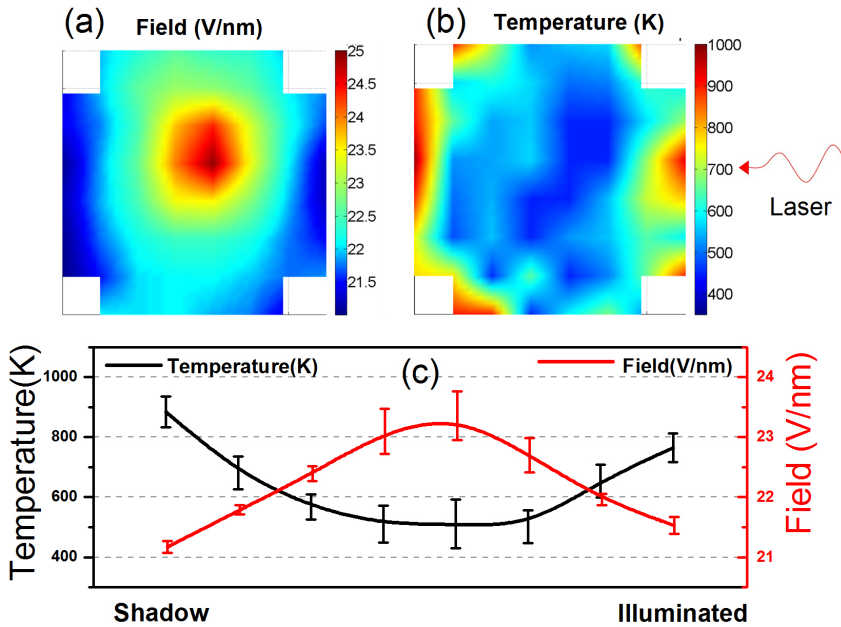 (a) Field (V/nm)
25
24.5
24
23.5
23
22.5
22
21.5
(b) Temperature (K)
1000
900
800
700
600
500
400
Laser
Temperature(K)
1000
800
600
400
Temperature(K)
(c)
Field(V/nm)
24
23
22
21
Field (V/nm)
Shadow
Illuminated